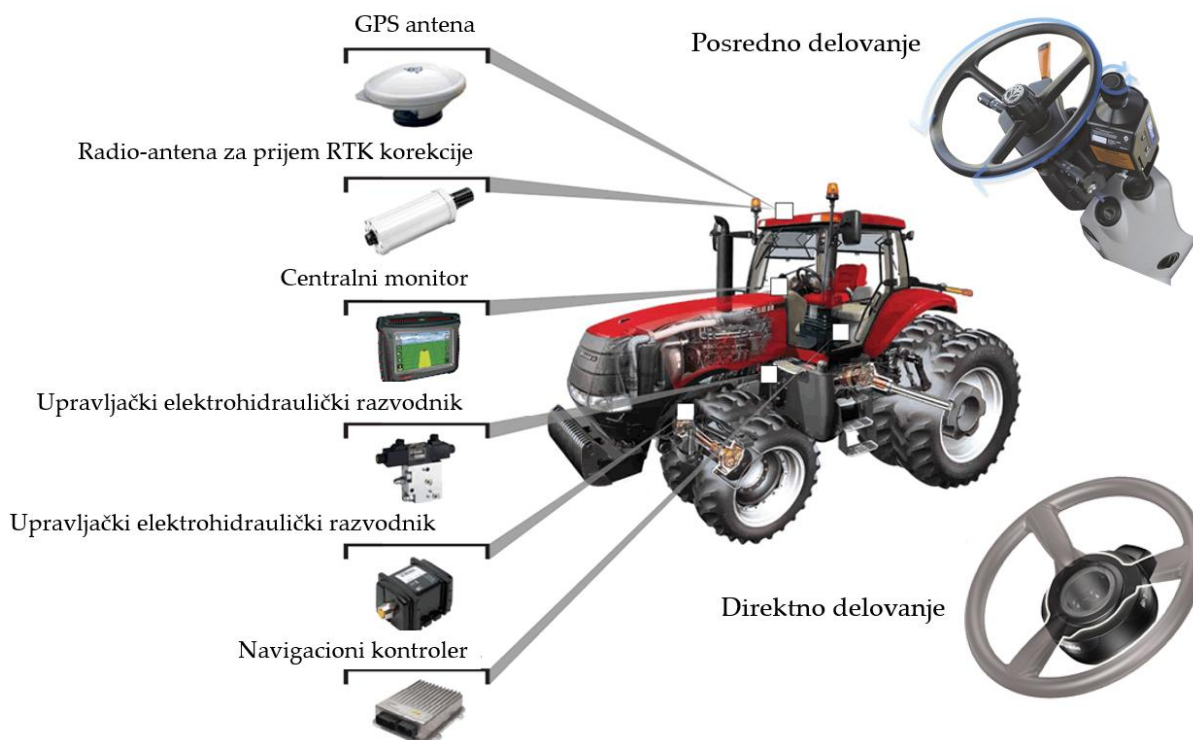 GPS antena
Posredno delovanje
Radio-antena za prijem RTK korekcije
Centralni monitor
Upravljački elektrohidraulički razvodnik
Upravljački elektrohidraulički razvodnik
Direktno delovanje
Navigacioni kontroler